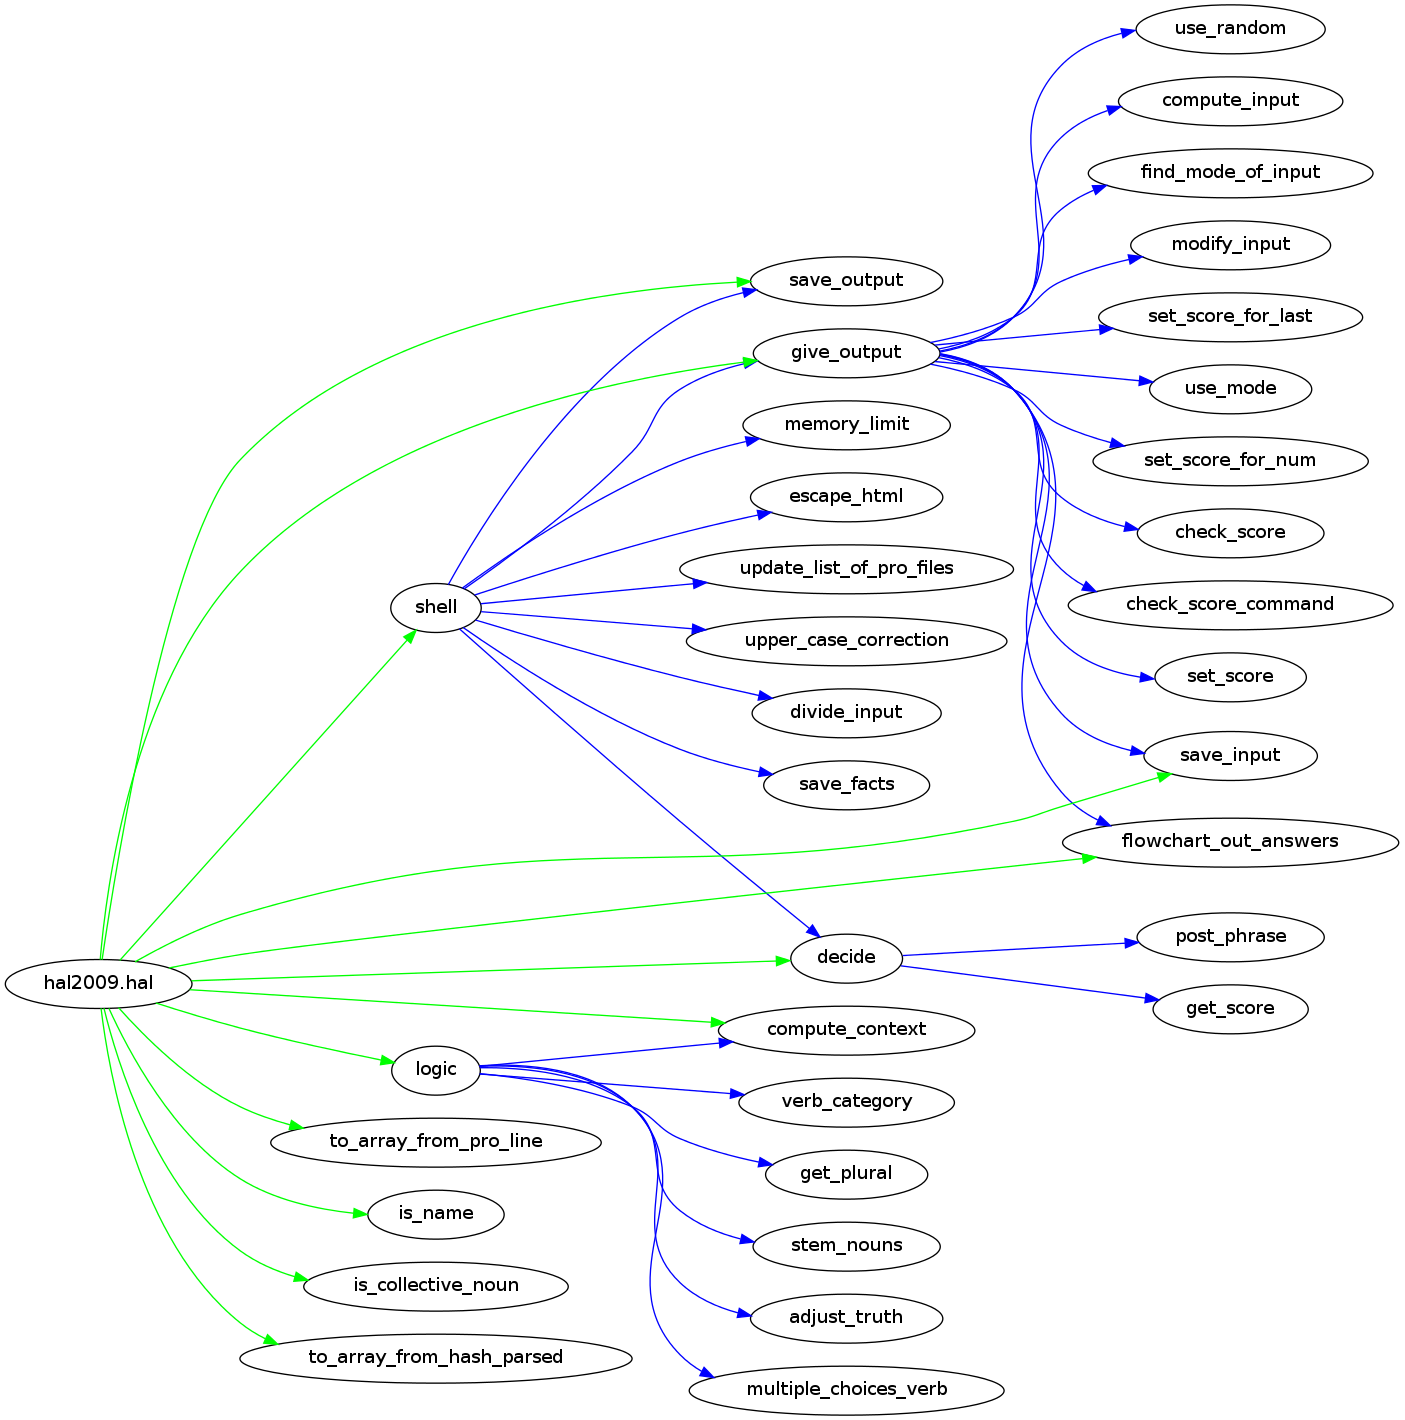 use_random
compute_input
find_mode_of_input
modify_input
save_output
set_score_for_last
give_output
use_mode
memory_limit
set_score_for_num
escape_html
check_score
update_list_of_pro_files
check_score_command
shell
upper_case_correction
set_score
divide_input
save_input
save_facts
flowchart_out_answers
post_phrase
decide
hal2009.hal
get_score
compute_context
logic
verb_category
to_array_from_pro_line
get_plural
is_name
stem_nouns
is_collective_noun
adjust_truth
to_array_from_hash_parsed
multiple_choices_verb